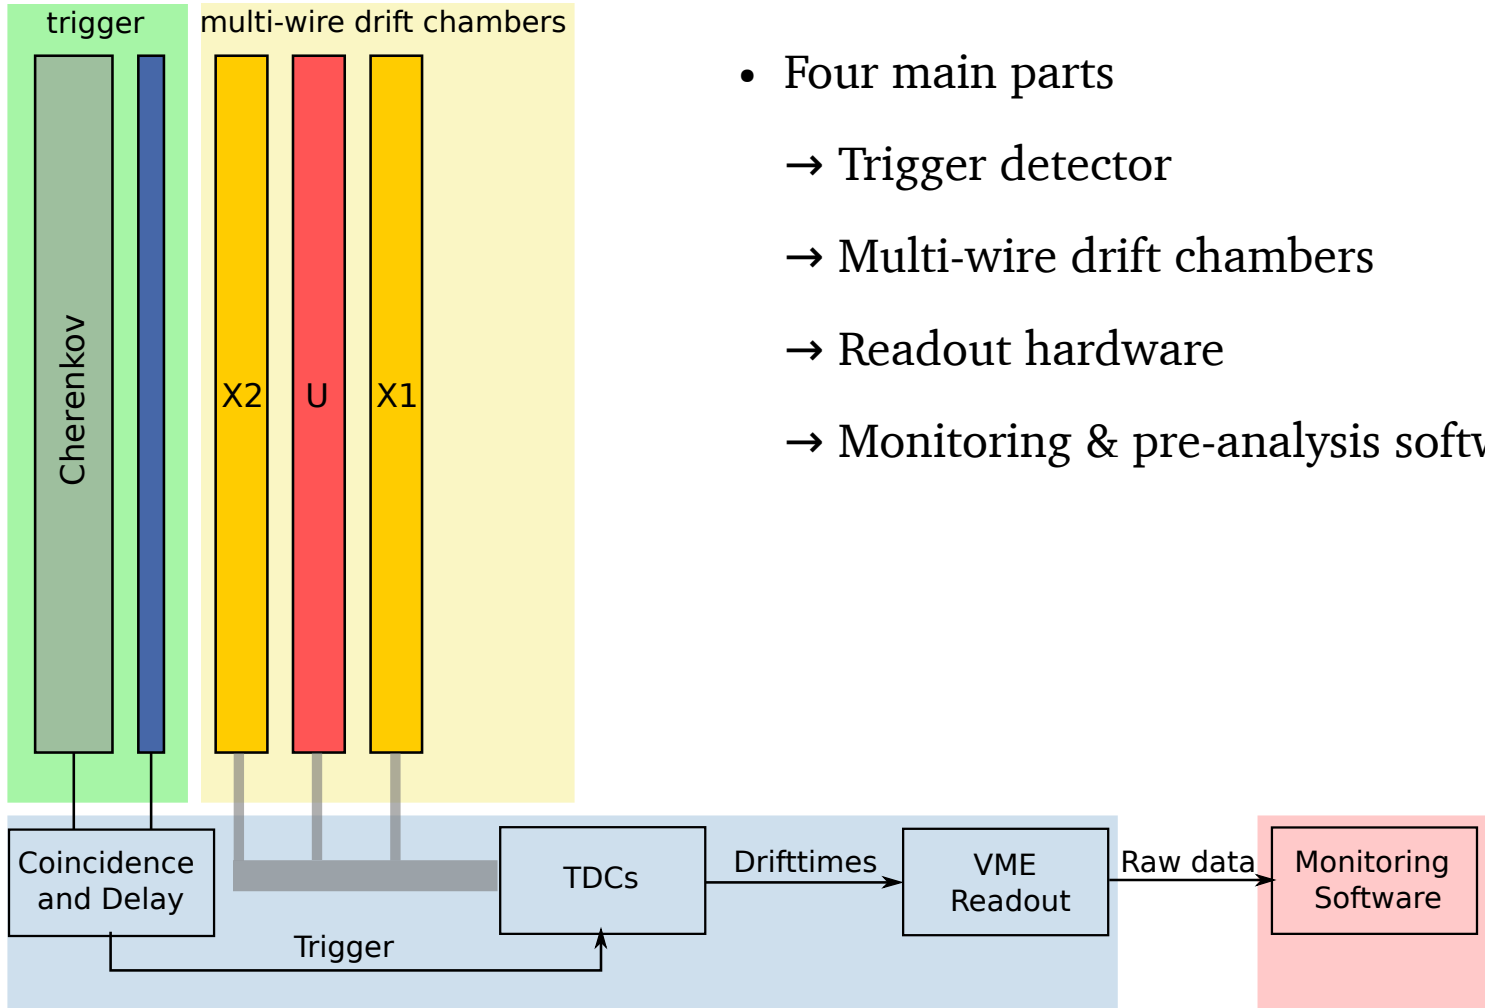 trigger
multi-wire drift chambers
Cherenkov
X2
U
X1
• Four main parts
→ Trigger detector
→ Multi-wire drift chambers
→ Readout hardware
→ Monitoring & pre-analysis
Coincidence
and Delay
Trigger
TDCs
Drifttimes
VME
Readout
Raw data
Monitoring
Software